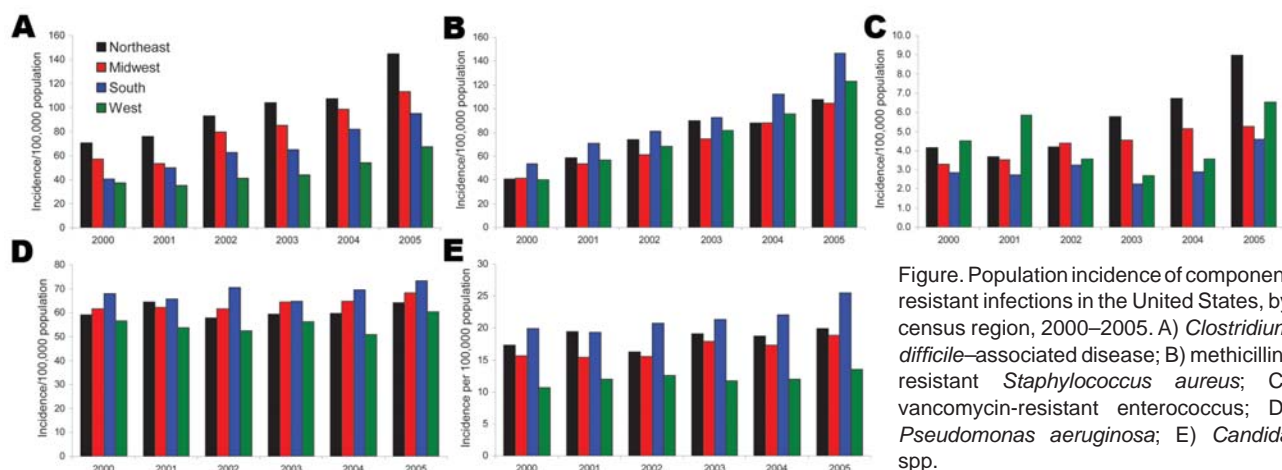 A
Incidence/100,000 population
160
140
120
100
80
60
40
20
0
Northeast
Midwest
South
West
2000 2001 2002 2003 2004 2005
B
Incidence/100,000 population
160
140
120
100
80
60
40
20
0
2000 2001 2002 2003 2004 2005
C
Incidence/100,000 population
10.0
9.0
8.0
7.0
6.0
5.0
4.0
3.0
2.0
1.0
0.0
2000 2001 2002 2003 2004 2005
D
Incidence/100,000 population
80
70
60
50
40
30
20
10
0
2000 2001 2002 2003 2004 2005
E
Incidence per 100,000 population
30
25
20
15
10
5
0
2000 2001 2002 2003 2004 2005
Figure. Population incidence of component
resistant infections in the United States, by
census region, 2000–2005. A) Clostridium
difficile–associated disease; B) methicillin
resistant Staphylococcus aureus; C
vancomycin-resistant enterococcus; D
Pseudomonas aeruginosa; E) Candida
spp.